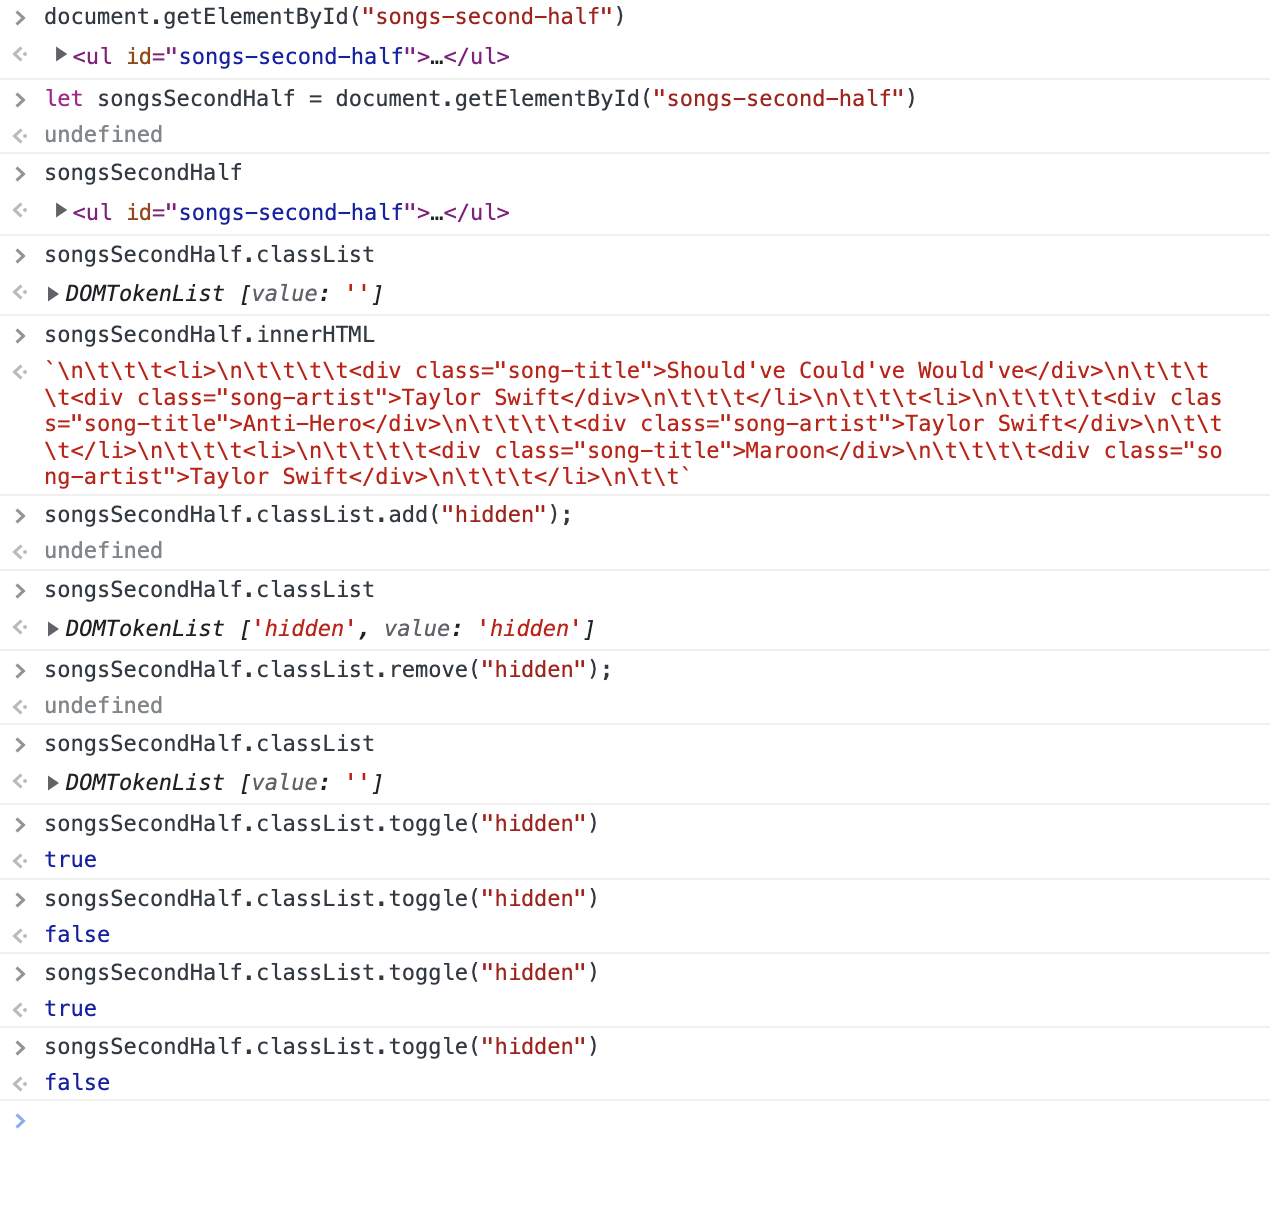 document.getElementById("songs-second-half")
<ul id="songs-second-half">…</ul>
let songsSecondHalf = document.getElementById("songs-second-half")
undefined
songsSecondHalf
<ul id="songs-second-half">…</ul>
songsSecondHalf.classList
DOMTokenList [value: '']
songsSecondHalf.innerHTML
`\n\t\t\t<li>\n\t\t\t\t<div class="song-title">Should've Could've Would've</div>\n\t\t\t
\t<div class="song-artist">Taylor Swift</div>\n\t\t\t</li>\n\t\t\t<li>\n\t\t\t\t<div clas
s="song-title">Anti-Hero</div>\n\t\t\t\t<div class="song-artist">Taylor Swift</div>\n\t\t
\t</li>\n\t\t\t<li>\n\t\t\t\t<div class="song-title">Maroon</div>\n\t\t\t\t<div class="so
ng-artist">Taylor Swift</div>\n\t\t\t</li>\n\t\t`
songsSecondHalf.classList.add("hidden");
undefined
songsSecondHalf.classList
DOMTokenList ['hidden', value: 'hidden']
songsSecondHalf.classList.remove("hidden");
undefined
songsSecondHalf.classList
DOMTokenList [value: '']
songsSecondHalf.classList.toggle("hidden")
true
songsSecondHalf.classList.toggle("hidden")
false
songsSecondHalf.classList.toggle("hidden")
true
songsSecondHalf.classList.toggle("hidden")
false